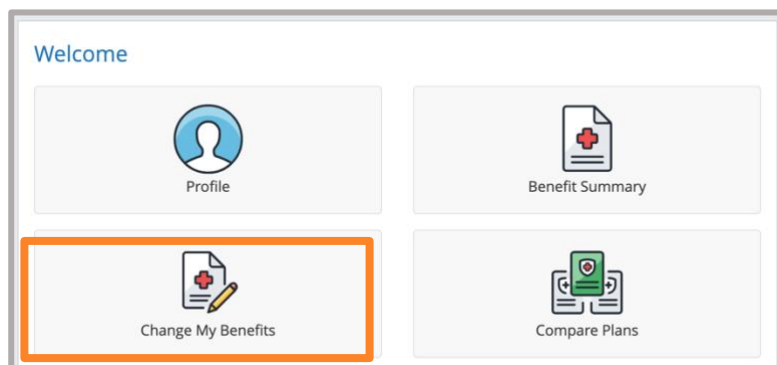 Welcome
Profile
Benefit Summary
Change My Benefits
Compare Plans